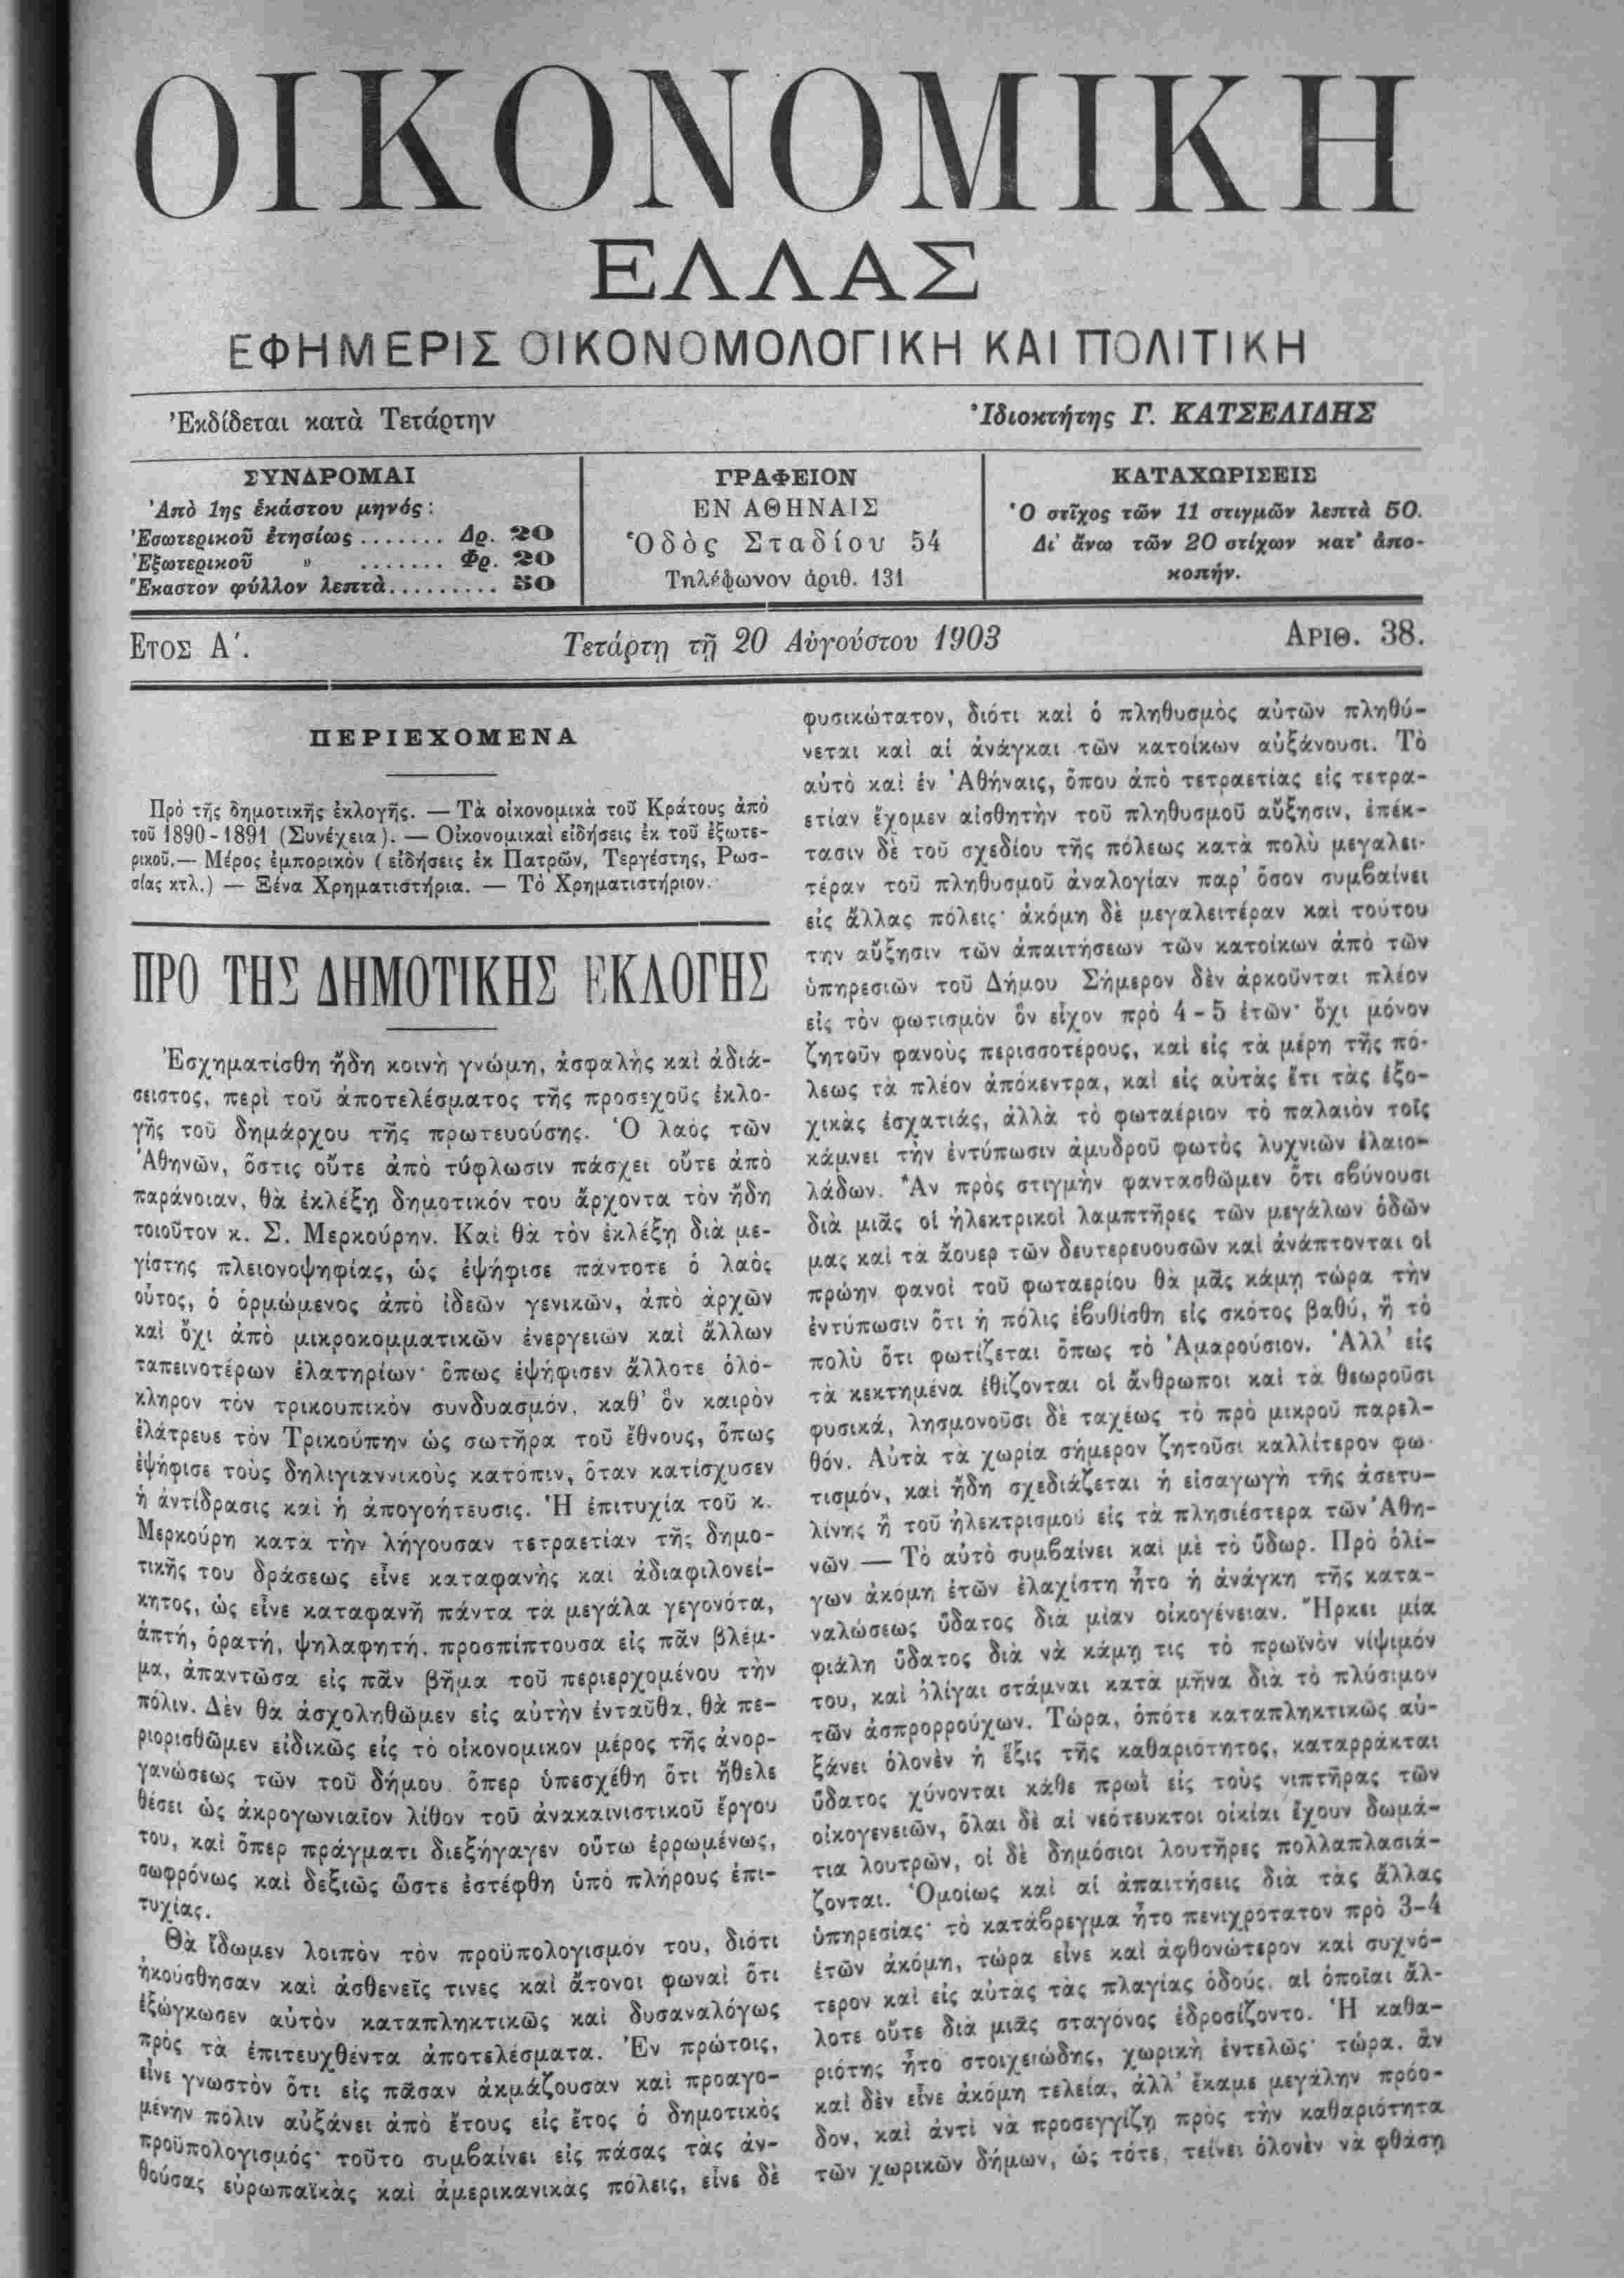 ΟΙΚΟΝΟΜΙΚΗ
ΕΛΛΑΣ
ΕΦΗΜΕΡΙΣ ΟΙΚΟΝΟΜΟΛΟΓΙΚΗ ΚΑΙ ΠΟΛΙΤΙΚΗ
Ἐκδίδεται κατὰ Τετάρτην
Ἰδιοκτήτης Γ. ΚΑΤΣΕΛΙΔΗΣ
ΣΥΝΔΡΟΜΑΙ
Ἀπὸ 1ης ἑκάστου μηνός:
Ἐσωτερικοῦ ἐτησίως ....... Δρ. 20
Ἐξωτερικοῦ » ....... Φρ. 20
Ἕκαστον φύλλον λεπτὰ ......... 50
ΓΡΑΦΕΙΟΝ
ΕΝ ΑΘΗΝΑΙΣ
Ὁδὸς Σταδίου 54
Τηλέφωνον ἀριθ. 131
ΚΑΤΑΧΩΡΙΣΕΙΣ
Ὁ στῖχος τῶν 11 στιγμῶν λεπτὰ 50.
Δι' ἄνω τῶν 20 στίχων κατ' ἀπο-
κοπήν.
ΕΤΟΣ Α΄.
Τετάρτῃ τῇ 20 Αὐγούστου 1903
ΑΡΙΘ. 38.
ΠΕΡΙΕΧΟΜΕΝΑ
Πρὸ τῆς δημοτικῆς ἐκλογῆς. — Τὰ οἰκονομικὰ τοῦ Κράτους ἀπὸ
τοῦ 1890-1891 (Συνέχεια). — Οἰκονομικαὶ εἰδήσεις ἐκ τοῦ ἐξωτε-
ρικοῦ.— Μέρος ἐμπορικὸν (εἰδήσεις ἐκ Πατρῶν, Τεργέστης, Ρωσ-
σίας κτλ.) — Ξένα Χρηματιστήρια. — Τὸ Χρηματιστήριον.
ΠΡΟ ΤΗΣ ΔΗΜΟΤΙΚΗΣ ΕΚΛΟΓΗΣ
Ἐσχηματίσθη ἤδη κοινὴ γνώμη, ἀσφαλὴς καὶ ἀδιά-
σειστος, περὶ τοῦ ἀποτελέσματος τῆς προσεχοῦς ἐκλο-
γῆς τοῦ δημάρχου τῆς πρωτευούσης. Ὁ λαὸς τῶν
Ἀθηνῶν, ὅστις οὔτε ἀπὸ τύφλωσιν πάσχει οὔτε ἀπὸ
παράνοιαν, θὰ ἐκλέξῃ δημοτικόν του ἄρχοντα τὸν ἤδη
τοιοῦτον κ. Σ. Μερκούρην. Καὶ θὰ τὸν ἐκλέξῃ διὰ με-
γίστης πλειονοψηφίας, ὡς ἐψήφισε πάντοτε ὁ λαὸς
οὗτος, ὁ ὁρμώμενος ἀπὸ ἰδεῶν γενικῶν, ἀπὸ ἀρχῶν
καὶ ὄχι ἀπὸ μικροκομματικῶν ἐνεργειῶν καὶ ἄλλων
ταπεινοτέρων ἐλατηρίων· ὅπως ἐψήφισεν ἄλλοτε ὁλό-
κληρον τὸν τρικουπικὸν συνδυασμόν, καθ' ὃν καιρὸν
ἐλάτρευε τὸν Τρικούπην ὡς σωτῆρα τοῦ ἔθνους, ὅπως
ἐψήφισε τοὺς δηλιγιαννικοὺς κατόπιν, ὅταν κατίσχυσεν
ἡ ἀντίδρασις καὶ ἡ ἀπογοήτευσις. Ἡ ἐπιτυχία τοῦ κ.
Μερκούρη κατὰ τὴν λήγουσαν τετραετίαν τῆς δημο-
τικῆς του δράσεως εἶνε καταφανὴς καὶ ἀδιαφιλονεί-
κητος, ὡς εἶνε καταφανῆ πάντα τὰ μεγάλα γεγονότα,
ἁπτή, ὁρατή, ψηλαφητή, προσπίπτουσα εἰς πᾶν βλέμ-
μα, ἀπαντῶσα εἰς πᾶν βῆμα τοῦ περιερχομένου τὴν
πόλιν. Δὲν θὰ ἀσχοληθῶμεν εἰς αὐτὴν ἐνταῦθα, θὰ πε-
ριορισθῶμεν εἰδικῶς εἰς τὸ οἰκονομικὸν μέρος τῆς ἀνορ-
γανώσεως τῶν τοῦ δήμου, ὅπερ ὑπεσχέθη ὅτι ἤθελε
θέσει ὡς ἀκρογωνιαῖον λίθον τοῦ ἀνακαινιστικοῦ ἔργου
του, καὶ ὅπερ πράγματι διεξήγαγεν οὕτω ἐρρωμένως,
σωφρόνως καὶ δεξιῶς ὥστε ἐστέφθη ὑπὸ πλήρους ἐπι-
τυχίας.
Θὰ ἴδωμεν λοιπὸν τὸν προϋπολογισμόν του, διότι
ἠκούσθησαν καὶ ἀσθενεῖς τινες καὶ ἄτονοι φωναὶ ὅτι
ἐξώγκωσεν αὐτὸν καταπληκτικῶς καὶ δυσαναλόγως
πρὸς τὰ ἐπιτευχθέντα ἀποτελέσματα. Ἐν πρώτοις,
εἶνε γνωστὸν ὅτι εἰς πᾶσαν ἀκμάζουσαν καὶ προαγο-
μένην πόλιν αὐξάνει ἀπὸ ἔτους εἰς ἔτος ὁ δημοτικὸς
προϋπολογισμός· τοῦτο συμβαίνει εἰς πάσας τὰς ἀν-
θούσας εὐρωπαϊκὰς καὶ ἀμερικανικὰς πόλεις, εἶνε δὲ
φυσικώτατον, διότι καὶ ὁ πληθυσμὸς αὐτῶν πληθύ-
νεται καὶ αἱ ἀνάγκαι τῶν κατοίκων αὐξάνουσι. Τὸ
αὐτὸ καὶ ἐν Ἀθήναις, ὅπου ἀπὸ τετραετίας εἰς τετρα-
ετίαν ἔχομεν αἰσθητὴν τοῦ πληθυσμοῦ αὔξησιν, ἐπέκ-
τασιν δὲ τοῦ σχεδίου τῆς πόλεως κατὰ πολὺ μεγαλει-
τέραν τοῦ πληθυσμοῦ ἀναλογίαν παρ' ὅσον συμβαίνει
εἰς ἄλλας πόλεις· ἀκόμη δὲ μεγαλειτέραν καὶ τούτου
την αὔξησιν τῶν ἀπαιτήσεων τῶν κατοίκων ἀπὸ τῶν
ὑπηρεσιῶν τοῦ Δήμου Σήμερον δὲν ἀρκοῦνται πλέον
εἰς τὸν φωτισμὸν ὃν εἶχον πρὸ 4-5 ἐτῶν· ὄχι μόνον
ζητοῦν φανοὺς περισσοτέρους, καὶ εἰς τὰ μέρη τῆς πό-
λεως τὰ πλέον ἀπόκεντρα, καὶ εἰς αὐτὰς ἔτι τὰς ἐξο-
χικὰς ἐσχατιάς, ἀλλὰ τὸ φωταέριον τὸ παλαιὸν τοῖς
κάμνει τὴν ἐντύπωσιν ἀμυδροῦ φωτὸς λυχνιῶν ἐλαιο-
λάδων. Ἂν πρὸς στιγμὴν φαντασθῶμεν ὅτι σβύνουσι
διὰ μιᾶς οἱ ἠλεκτρικοὶ λαμπτῆρες τῶν μεγάλων ὁδῶν
μας καὶ τὰ ἄουερ τῶν δευτερευουσῶν καὶ ἀνάπτονται οἱ
πρώην φανοὶ τοῦ φωταερίου θὰ μᾶς κάμῃ τώρα τὴν
ἐντύπωσιν ὅτι ἡ πόλις ἐβυθίσθη εἰς σκότος βαθύ, ἢ τὸ
πολὺ ὅτι φωτίζεται ὅπως τὸ Ἀμαρούσιον. Ἀλλ' εἰς
τὰ κεκτημένα ἐθίζονται οἱ ἄνθρωποι καὶ τὰ θεωροῦσι
φυσικά, λησμονοῦσι δὲ ταχέως τὸ πρὸ μικροῦ παρελ-
θόν. Αὐτὰ τὰ χωρία σήμερον ζητοῦσι καλλίτερον φω-
τισμόν, καὶ ἤδη σχεδιάζεται ἡ εἰσαγωγὴ τῆς ἀσετυ-
λίνης ἢ τοῦ ἠλεκτρισμοῦ εἰς τὰ πλησιέστερα τῶν Ἀθη-
νῶν — Τὸ αὐτὸ συμβαίνει καὶ μὲ τὸ ὕδωρ. Πρὸ ὀλί-
γων ἀκόμη ἐτῶν ἐλαχίστη ἦτο ἡ ἀνάγκη τῆς κατα-
ναλώσεως ὕδατος διὰ μίαν οἰκογένειαν. Ἤρκει μία
φιάλη ὕδατος διὰ νὰ κάμῃ τις τὸ πρωϊνὸν νίψιμόν
του, καὶ ὀλίγαι στάμναι κατὰ μῆνα διὰ τὸ πλύσιμον
τῶν ἀσπρορρούχων. Τώρα, ὁπότε καταπληκτικῶς αὐ-
ξάνει ὁλονὲν ἡ ἕξις τῆς καθαριότητος, καταρράκται
ὕδατος χύνονται κάθε πρωῒ εἰς τοὺς νιπτῆρας τῶν
οἰκογενειῶν, ὅλαι δὲ αἱ νεότευκτοι οἰκίαι ἔχουν δωμά-
τια λουτρῶν, οἱ δὲ δημόσιοι λουτῆρες πολλαπλασιά-
ζονται. Ὁμοίως καὶ αἱ ἀπαιτήσεις διὰ τὰς ἄλλας
ὑπηρεσίας· τὸ κατάβρεγμα ἦτο πενιχρότατον πρὸ 3-4
ἐτῶν ἀκόμη, τώρα εἶνε καὶ ἀφθονώτερον καὶ συχνό-
τερον καὶ εἰς αὐτὰς τὰς πλαγίας ὁδούς, αἱ ὁποῖαι ἄλ-
λοτε οὔτε διὰ μιᾶς σταγόνος ἐδροσίζοντο. Ἡ καθα-
ριότης ἦτο στοιχειώδης, χωρικὴ ἐντελῶς· τώρα, ἂν
καὶ δὲν εἶνε ἀκόμη τελεία, ἀλλ' ἔκαμε μεγάλην πρόο-
δον, καὶ ἀντὶ νὰ προσεγγίζῃ πρὸς τὴν καθαριότητα
τῶν χωρικῶν δήμων, ὡς τότε, τείνει ὁλονὲν νὰ φθάσῃ